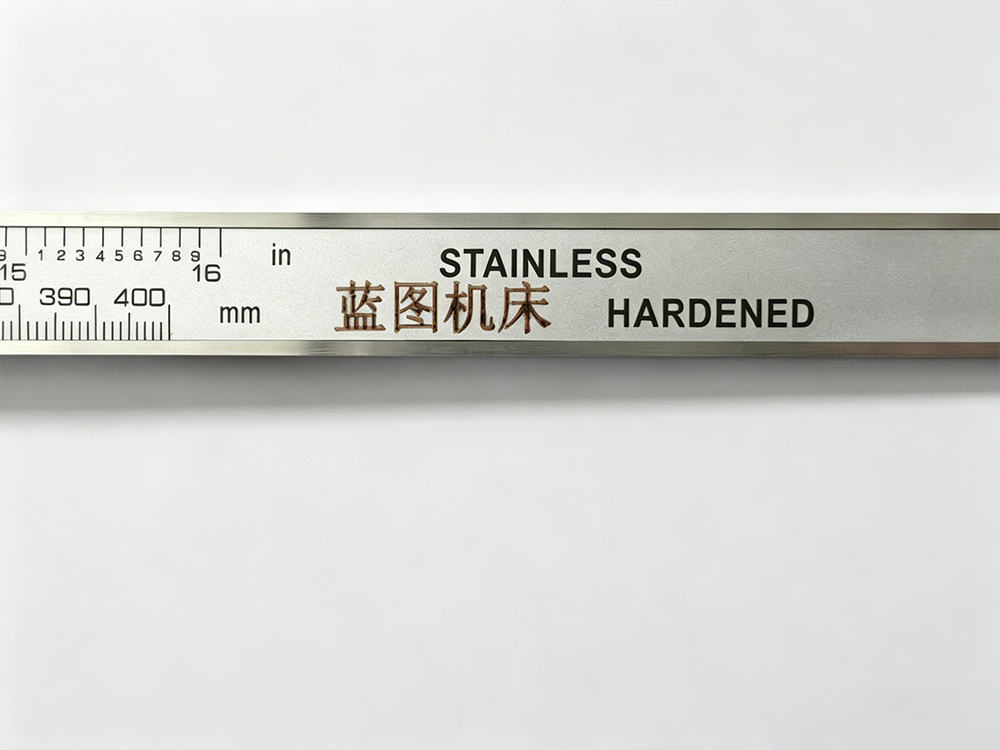 1 2 3 4 5 6 7 8 9 in
15 16
390 400 mm
STAINLESS
蓝图机床 HARDENED